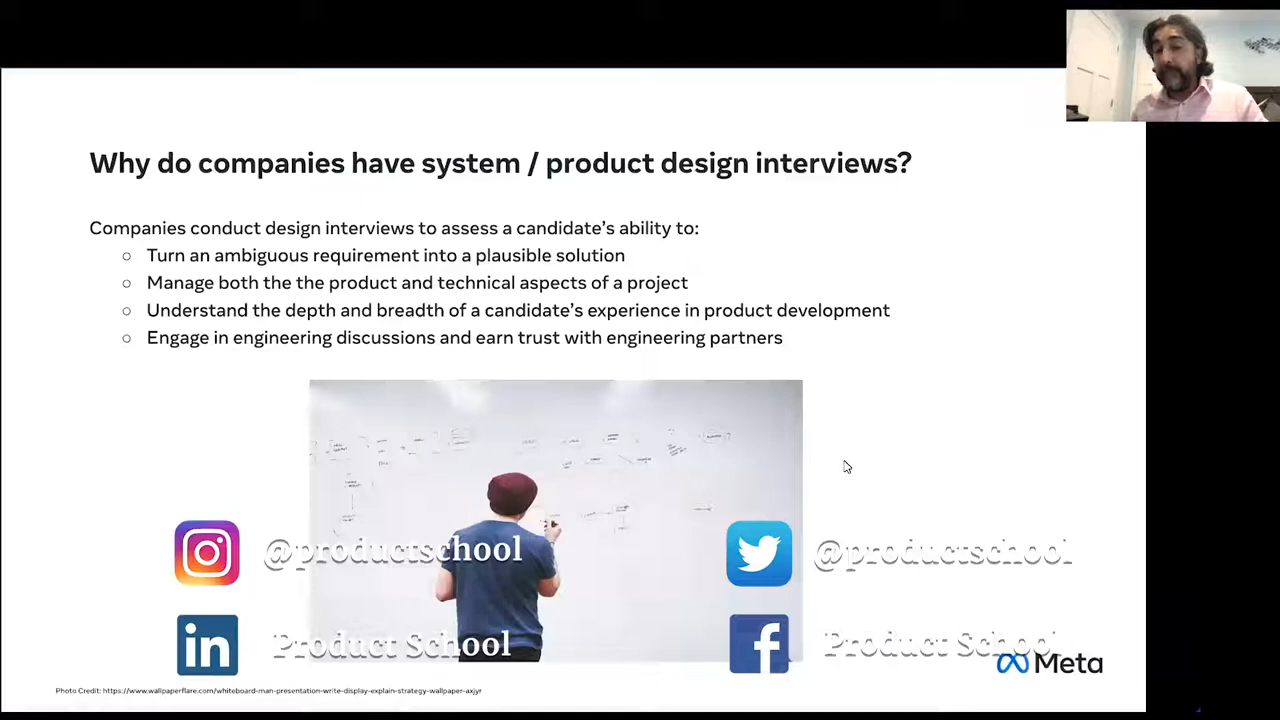 Why do companies have system / product design interviews?
Companies conduct design interviews to assess a candidate's ability to:
Turn an ambiguous requirement into a plausible solution
Manage both the the product and technical aspects of a project
Understand the depth and breadth of a candidate's experience in product development
Engage in engineering discussions and earn trust with engineering partners
@productschool
@productschool
in
Product School
f
Product School
Meta
Photo Credit: https://www.wallpaperflare.com/whiteboard-man-presentation-write-display-explain-strategy-wallpaper-axjyr